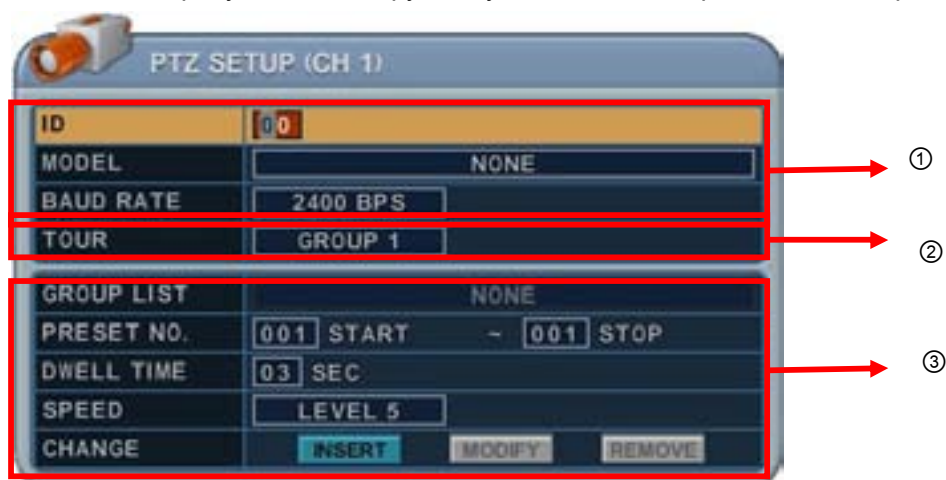 PTZ SETUP (CH 1)
ID 00
MODEL NONE
①
BAUD RATE 2400 BPS
TOUR GROUP 1
②
GROUP LIST NONE
PRESET NO. 001 START ~ 001 STOP
DWELL TIME 03 SEC
③
SPEED LEVEL 5
CHANGE INSERT MODIFY REMOVE